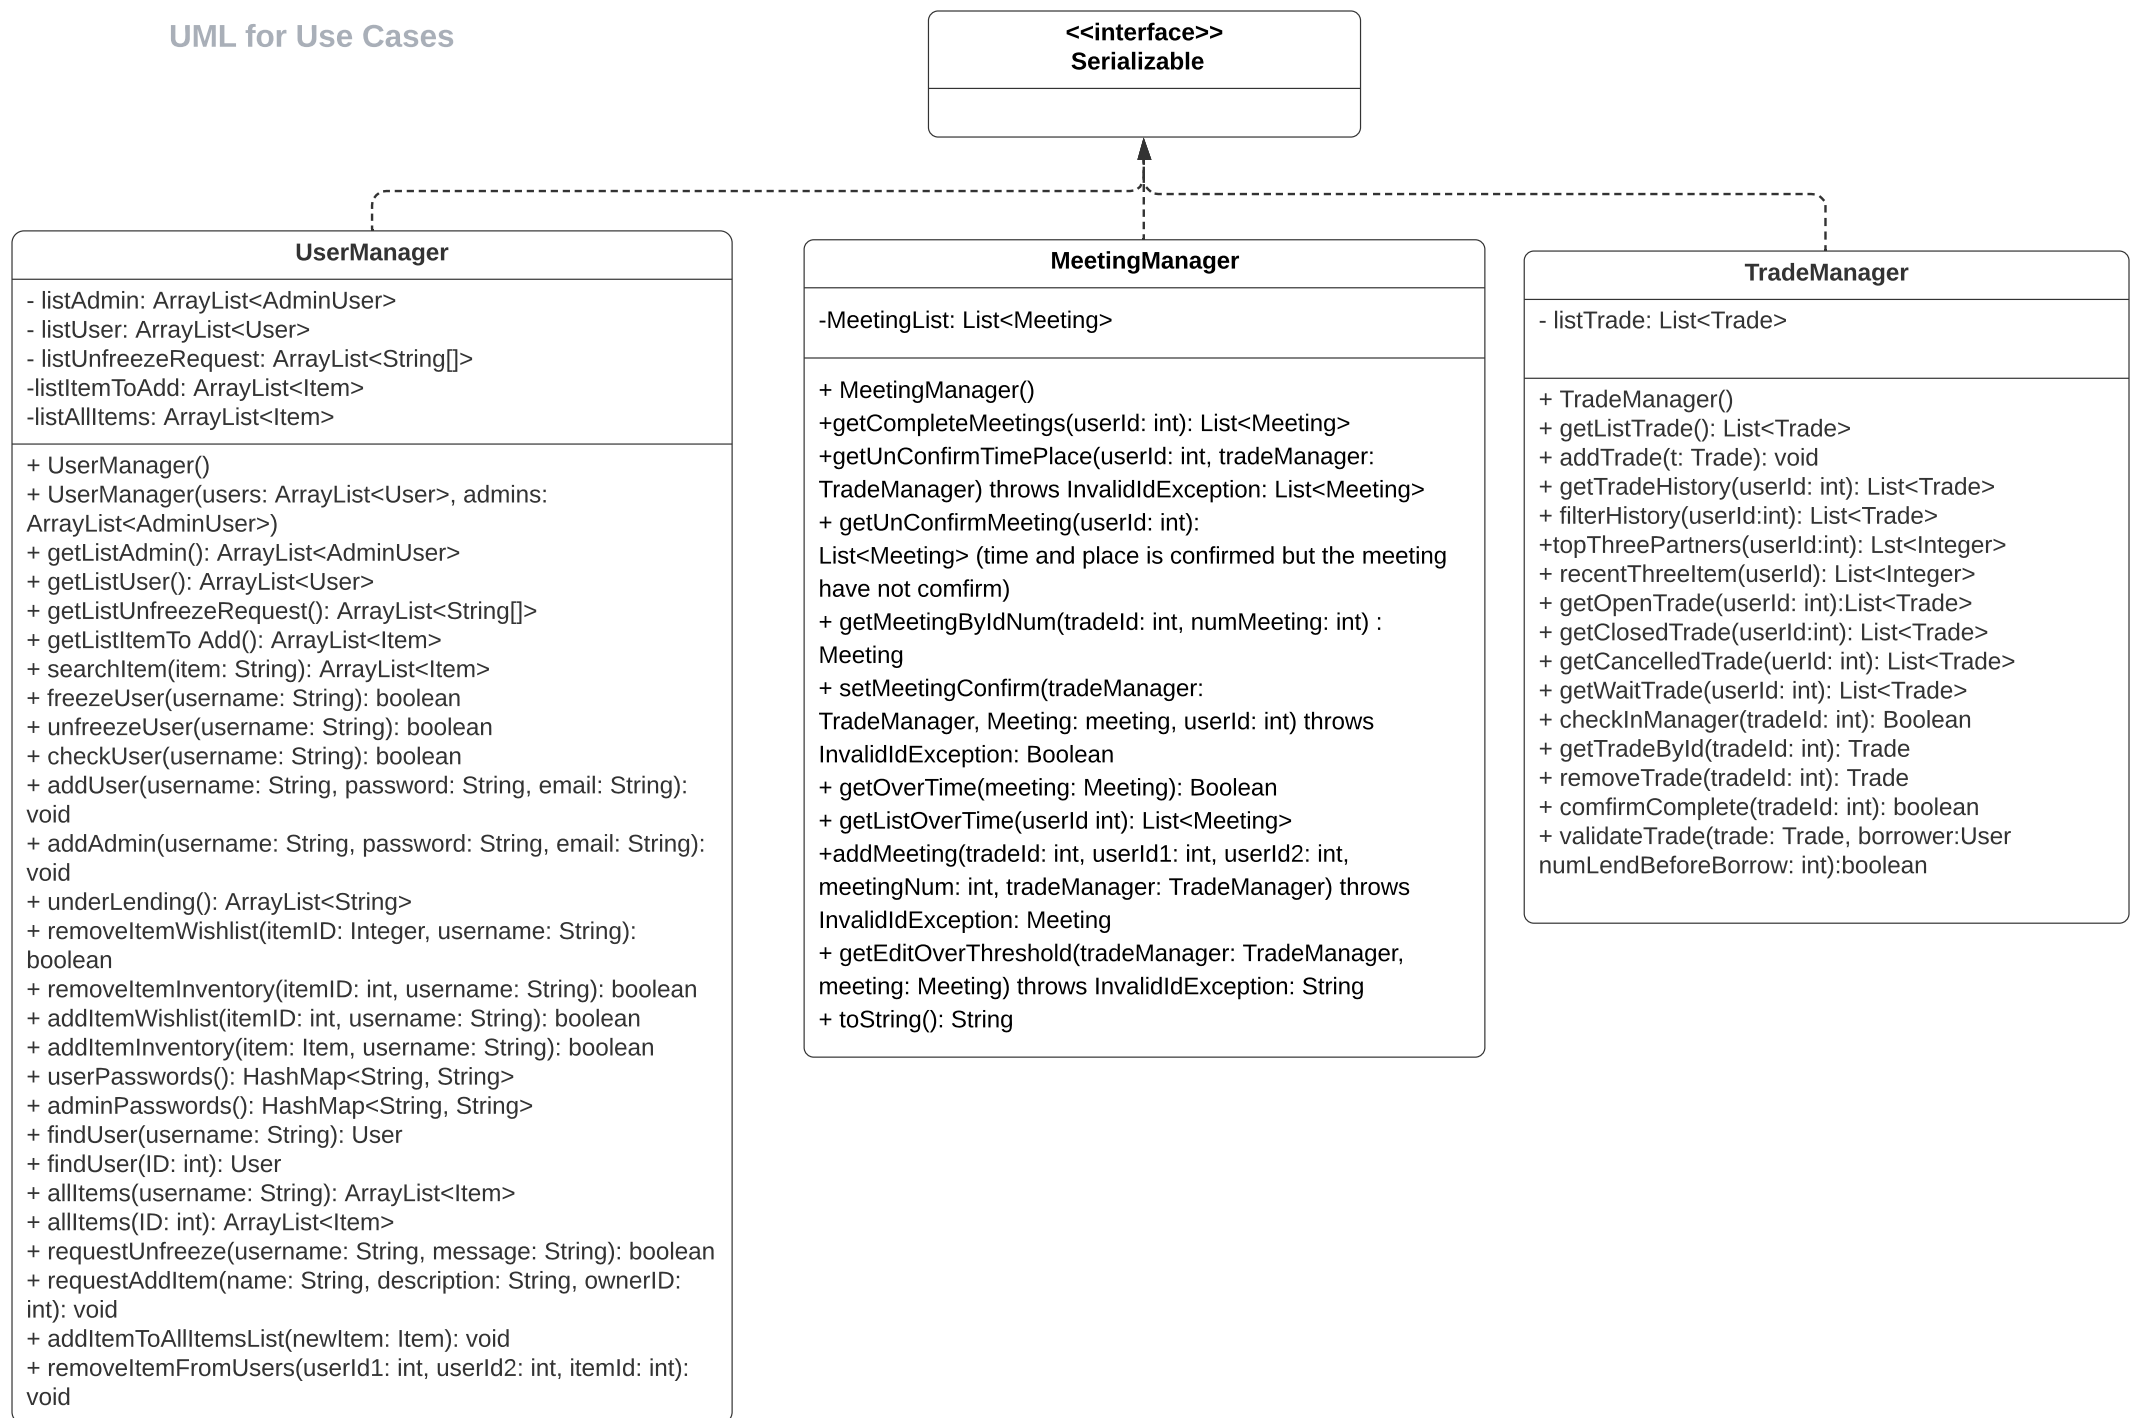 UML for Use Cases
<<interface>>
Serializable
UserManager
- listAdmin: ArrayList<AdminUser>
- listUser: ArrayList<User>
- listUnfreezeRequest: ArrayList<String[]>
-listItemToAdd: ArrayList<Item>
-listAllItems: ArrayList<Item>
+ UserManager()
+ UserManager(users: ArrayList<User>, admins:
ArrayList<AdminUser>)
+ getListAdmin(): ArrayList<AdminUser>
+ getListUser(): ArrayList<User>
+ getListUnfreezeRequest(): ArrayList<String[]>
+ getListItemTo Add(): ArrayList<Item>
+ searchItem(item: String): ArrayList<Item>
+ freezeUser(username: String): boolean
+ unfreezeUser(username: String): boolean
+ checkUser(username: String): boolean
+ addUser(username: String, password: String, email: String):
void
+ addAdmin(username: String, password: String, email: String):
void
+ underLending(): ArrayList<String>
+ removeItemWishlist(itemID: Integer, username: String):
boolean
+ removeItemInventory(itemID: int, username: String): boolean
+ addItemWishlist(itemID: int, username: String): boolean
+ addItemInventory(item: Item, username: String): boolean
+ userPasswords(): HashMap<String, String>
+ adminPasswords(): HashMap<String, String>
+ findUser(username: String): User
+ findUser(ID: int): User
+ allItems(username: String): ArrayList<Item>
+ allItems(ID: int): ArrayList<Item>
+ requestUnfreeze(username: String, message: String): boolean
+ requestAddItem(name: String, description: String, ownerID:
int): void
+ addItemToAllItemsList(newItem: Item): void
+ removeItemFromUsers(userId1: int, userId2: int, itemId: int):
void
MeetingManager
-MeetingList: List<Meeting>
+ MeetingManager()
+getCompleteMeetings(userId: int): List<Meeting>
+getUnConfirmTimePlace(userId: int, tradeManager:
TradeManager) throws InvalidIdException: List<Meeting>
+ getUnConfirmMeeting(userId: int):
List<Meeting> (time and place is confirmed but the meeting
have not comfirm)
+ getMeetingByIdNum(tradeId: int, numMeeting: int) :
Meeting
+ setMeetingConfirm(tradeManager:
TradeManager, Meeting: meeting, userId: int) throws
InvalidIdException: Boolean
+ getOverTime(meeting: Meeting): Boolean
+ getListOverTime(userId int): List<Meeting>
+addMeeting(tradeId: int, userId1: int, userId2: int,
meetingNum: int, tradeManager: TradeManager) throws
InvalidIdException: Meeting
+ getEditOverThreshold(tradeManager: TradeManager,
meeting: Meeting) throws InvalidIdException: String
+ toString(): String
TradeManager
- listTrade: List<Trade>
+ TradeManager()
+ getListTrade(): List<Trade>
+ addTrade(t: Trade): void
+ getTradeHistory(userId: int): List<Trade>
+ filterHistory(userId:int): List<Trade>
+topThreePartners(userId:int): Lst<Integer>
+ recentThreeItem(userId): List<Integer>
+ getOpenTrade(userId: int):List<Trade>
+ getClosedTrade(userId:int): List<Trade>
+ getCancelledTrade(uerId: int): List<Trade>
+ getWaitTrade(userId: int): List<Trade>
+ checkInManager(tradeId: int): Boolean
+ getTradeById(tradeId: int): Trade
+ removeTrade(tradeId: int): Trade
+ comfirmComplete(tradeId: int): boolean
+ validateTrade(trade: Trade, borrower:User
numLendBeforeBorrow: int):boolean